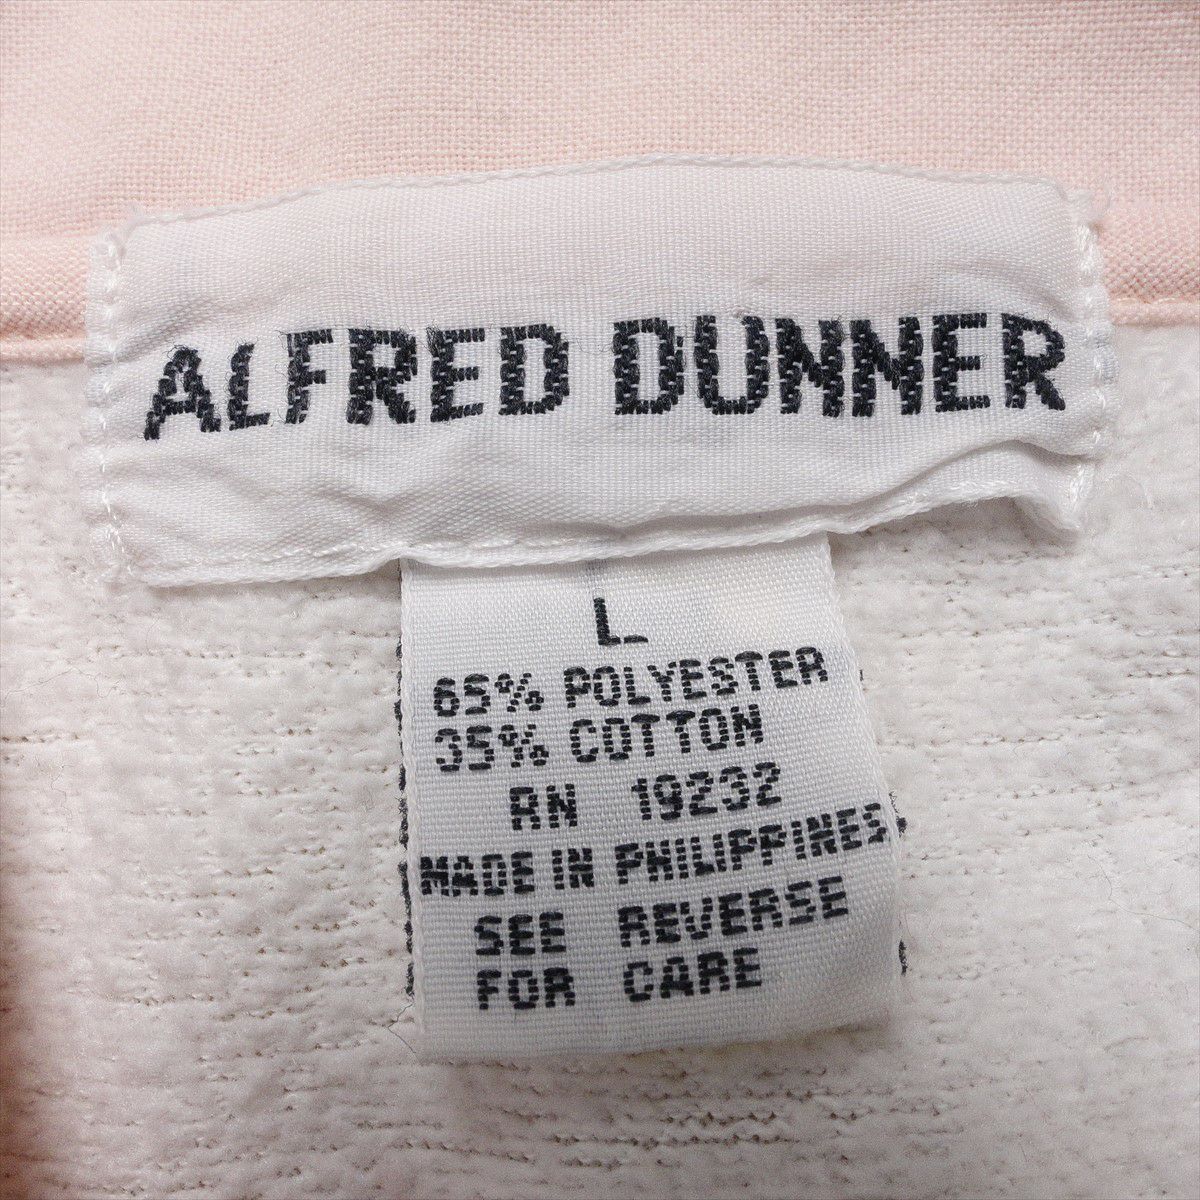 ALFRED DUNNER
L
65% POLYESTER
35% COTTON
RN 19232
MADE IN PHILIPPINES
SEE REVERSE
FOR CARE